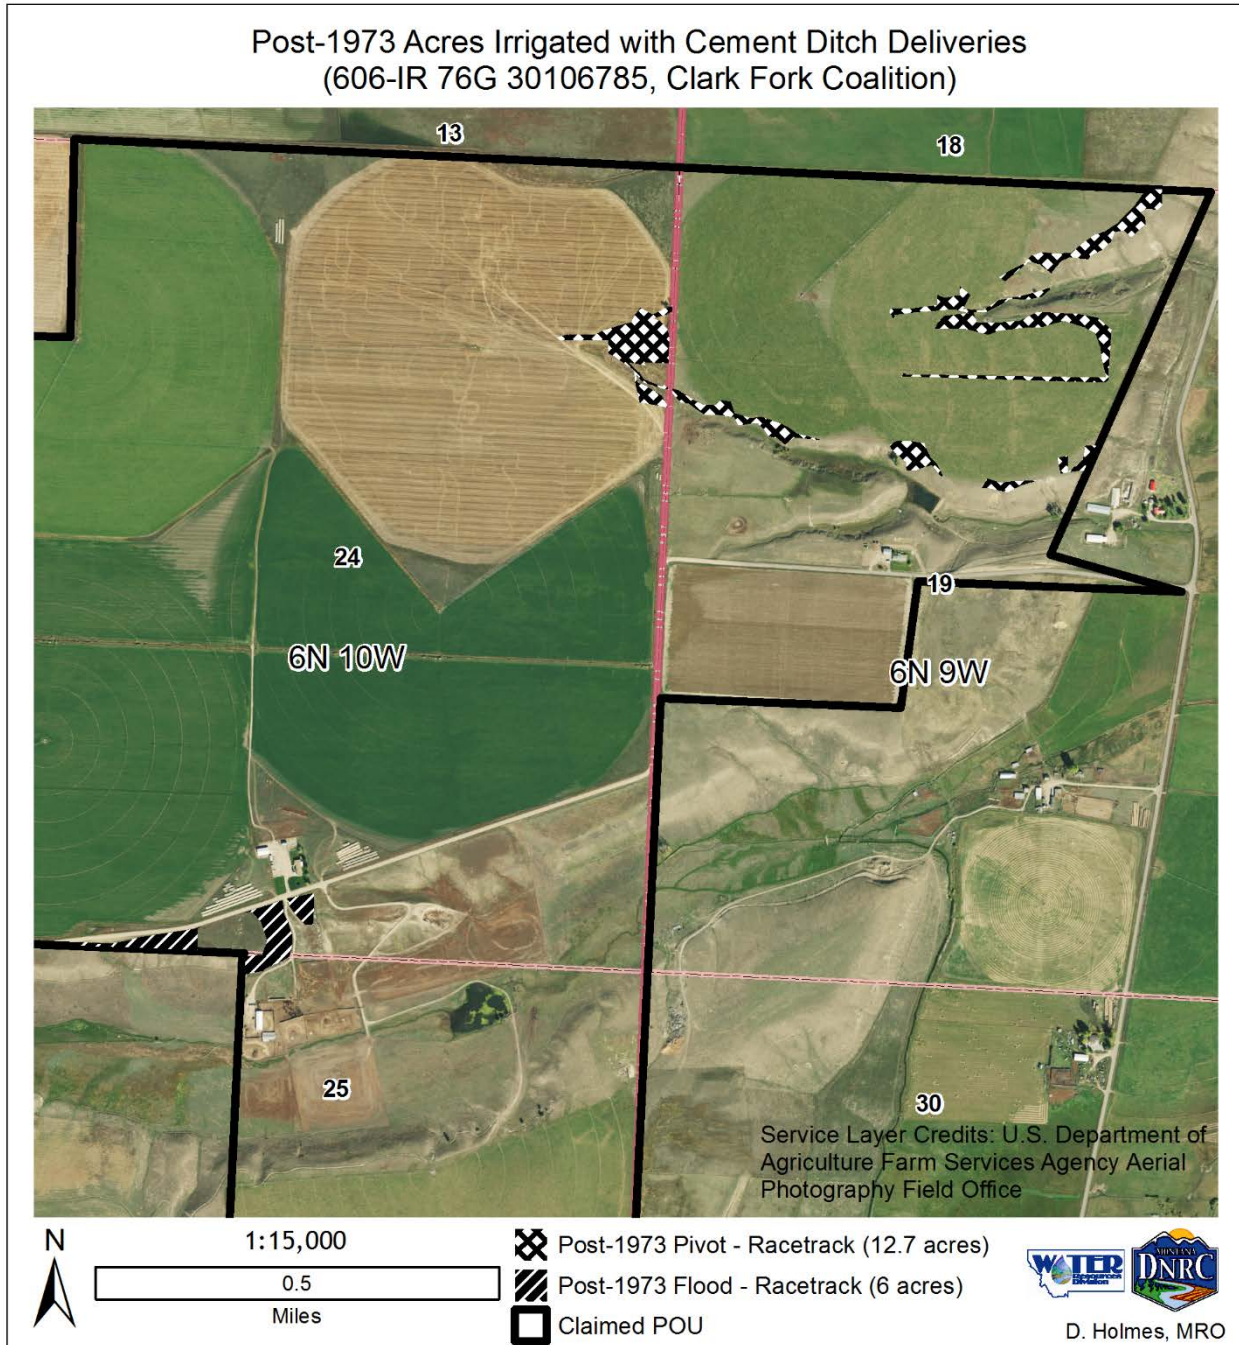 Post-1973 Acres Irrigated with Cement Ditch Deliveries
(606-IR 76G 30106785, Clark Fork Coalition)
13
18
24
19
6N 10W
6N 9W
25
30
Service Layer Credits: U.S. Department of
Agriculture Farm Services Agency Aerial
Photography Field Office
N
1:15,000
0.5
Miles
Post-1973 Pivot - Racetrack (12.7 acres)
Post-1973 Flood - Racetrack (6 acres)
Claimed POU
WATER
Resources
Division
MONTANA
DNRC
D. Holmes, MRO